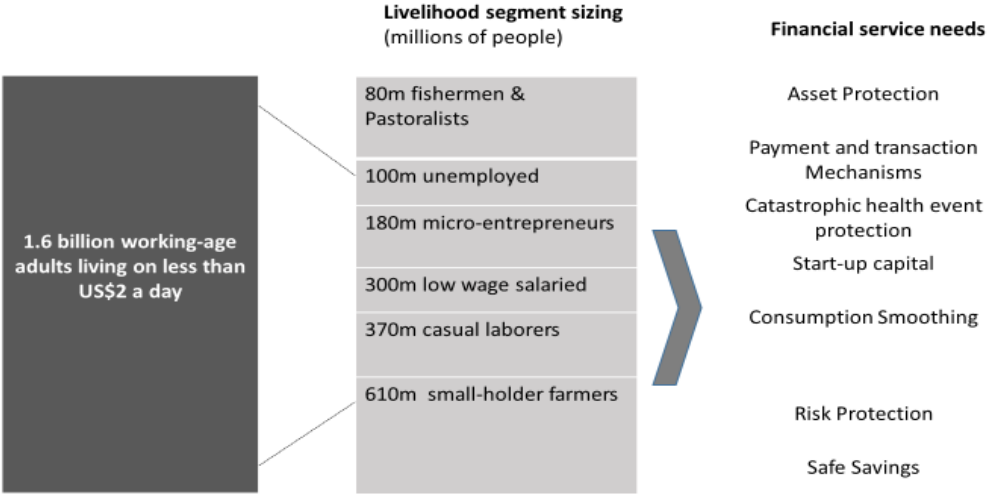 Livelihood segment sizing
(millions of people)
Financial service needs
1.6 billion working-age
adults living on less than
US$2 a day
80m fishermen &
Pastoralists
100m unemployed
180m micro-entrepreneurs
300m low wage salaried
370m casual laborers
610m  small-holder farmers
Asset Protection
Payment and transaction
Mechanisms
Catastrophic health event
protection
Start-up capital
Consumption Smoothing
Risk Protection
Safe Savings